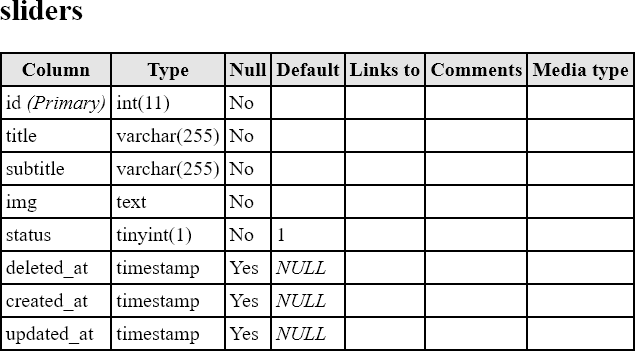 sliders
Column Type Null Default Links to Comments Media type
id (Primary) int(11) No
title varchar(255) No
subtitle varchar(255) No
img text No
status tinyint(1) No 1
deleted_at timestamp Yes NULL
created_at timestamp Yes NULL
updated_at timestamp Yes NULL